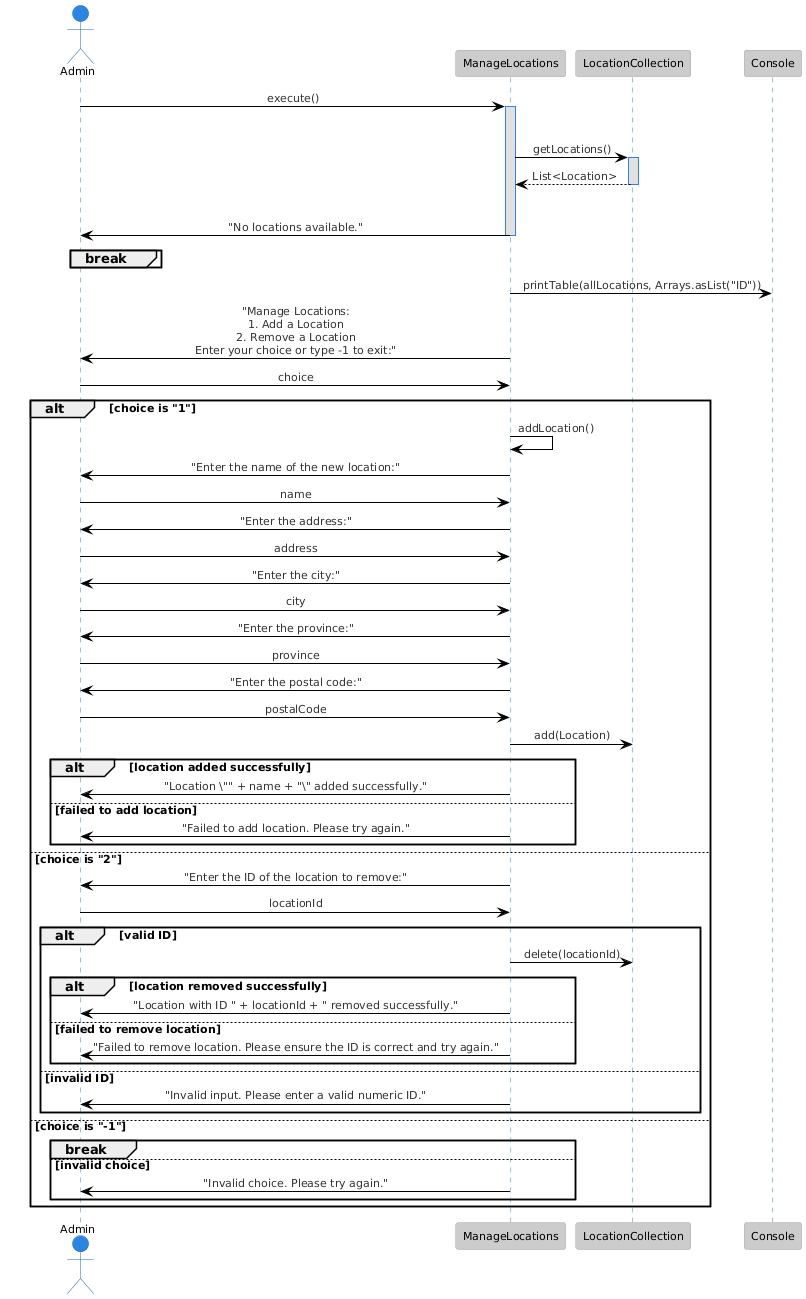 Admin
ManageLocations
LocationCollection
Console
execute()
getLocations()
List<Location>
"No locations available."
break
printTable(allLocations, Arrays.asList("ID"))
"Manage Locations:
1. Add a Location
2. Remove a Location
Enter your choice or type -1 to exit:"
choice
alt [choice is "1"]
addLocation()
"Enter the name of the new location:"
name
"Enter the address:"
address
"Enter the city:"
city
"Enter the province:"
province
"Enter the postal code:"
postalCode
add(Location)
alt [location added successfully]
"Location \"" + name + "\" added successfully."
[failed to add location]
"Failed to add location. Please try again."
[choice is "2"]
"Enter the ID of the location to remove:"
locationId
alt [valid ID]
delete(locationId)
alt [location removed successfully]
"Location with ID " + locationId + " removed successfully."
[failed to remove location]
"Failed to remove location. Please ensure the ID is correct and try again."
[invalid ID]
"Invalid input. Please enter a valid numeric ID."
[choice is "-1"]
break
[invalid choice]
"Invalid choice. Please try again."
Admin
ManageLocations
LocationCollection
Console